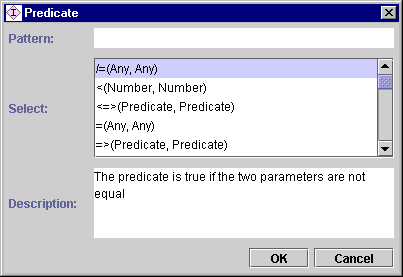 Predicate
Pattern:
Select:
/=(Any, Any)
<(Number, Number)
<=>(Predicate, Predicate)
=(Any, Any)
=>(Predicate, Predicate)
Description:
The predicate is true if the two parameters are not
equal
OK Cancel